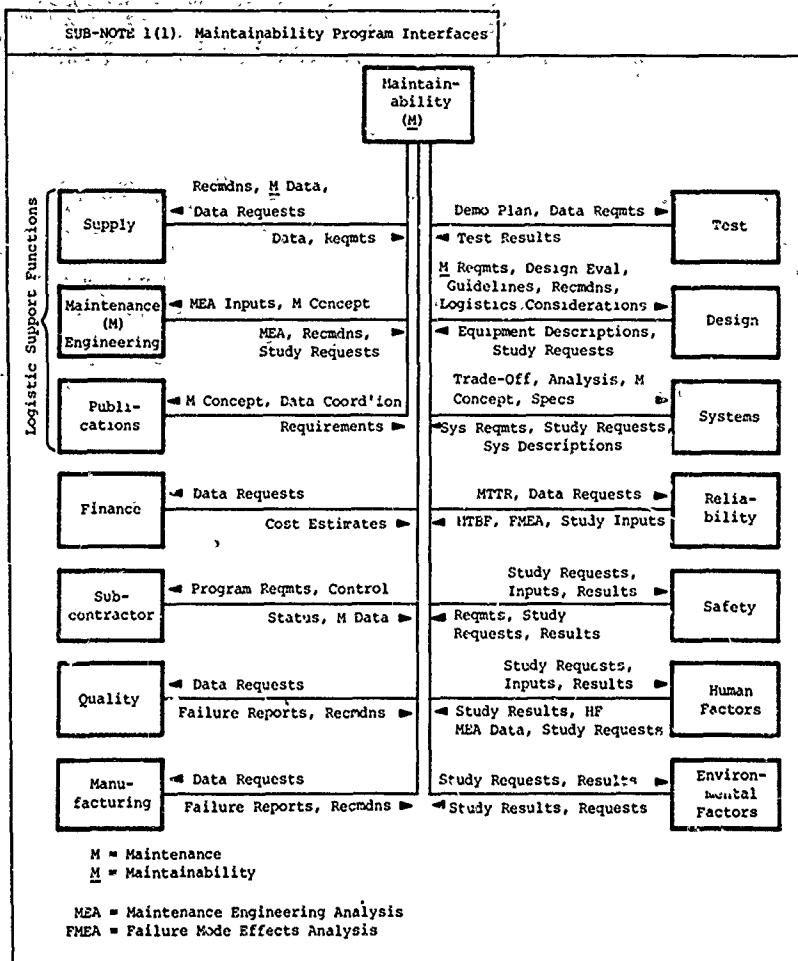 SUB-NOTE 1(1). Maintainability Program Interfaces
Maintain-
ability
(M)
Logistic Support Functions
Supply
Recmdns, M Data,
Data Requests
Data, Reqmts
Maintenance
(M)
Engineering
MEA Inputs, M Concept
MEA, Recmdns,
Study Requests
Publi-
cations
M Concept, Data Coord'ion
Requirements
Finance
Data Requests
Cost Estimates
Sub-
contractor
Program Reqmts, Control
Status, M Data
Quality
Data Requests
Failure Reports, Recmdns
Manu-
facturing
Data Requests
Failure Reports, Recmdns
Demo Plan, Data Reqmts
Test Results
Test
M Reqmts, Design Eval,
Guidelines, Recmdns,
Logistics Considerations
Equipment Descriptions,
Study Requests
Design
Trade-Off, Analysis, M
Concept, Specs
Sys Reqmts, Study Requests,
Sys Descriptions
Systems
MTTR, Data Requests
MTBF, FMEA, Study Inputs
Relia-
bility
Study Requests,
Inputs, Results
Reqmts, Study
Requests, Results
Safety
Study Requests,
Inputs, Results
Study Results, HF
MEA Data, Study Requests
Human
Factors
Study Requests, Results
Study Results, Requests
Environ-
mental
Factors
M = Maintenance
M = Maintainability
MEA = Maintenance Engineering Analysis
FMEA = Failure Mode Effects Analysis